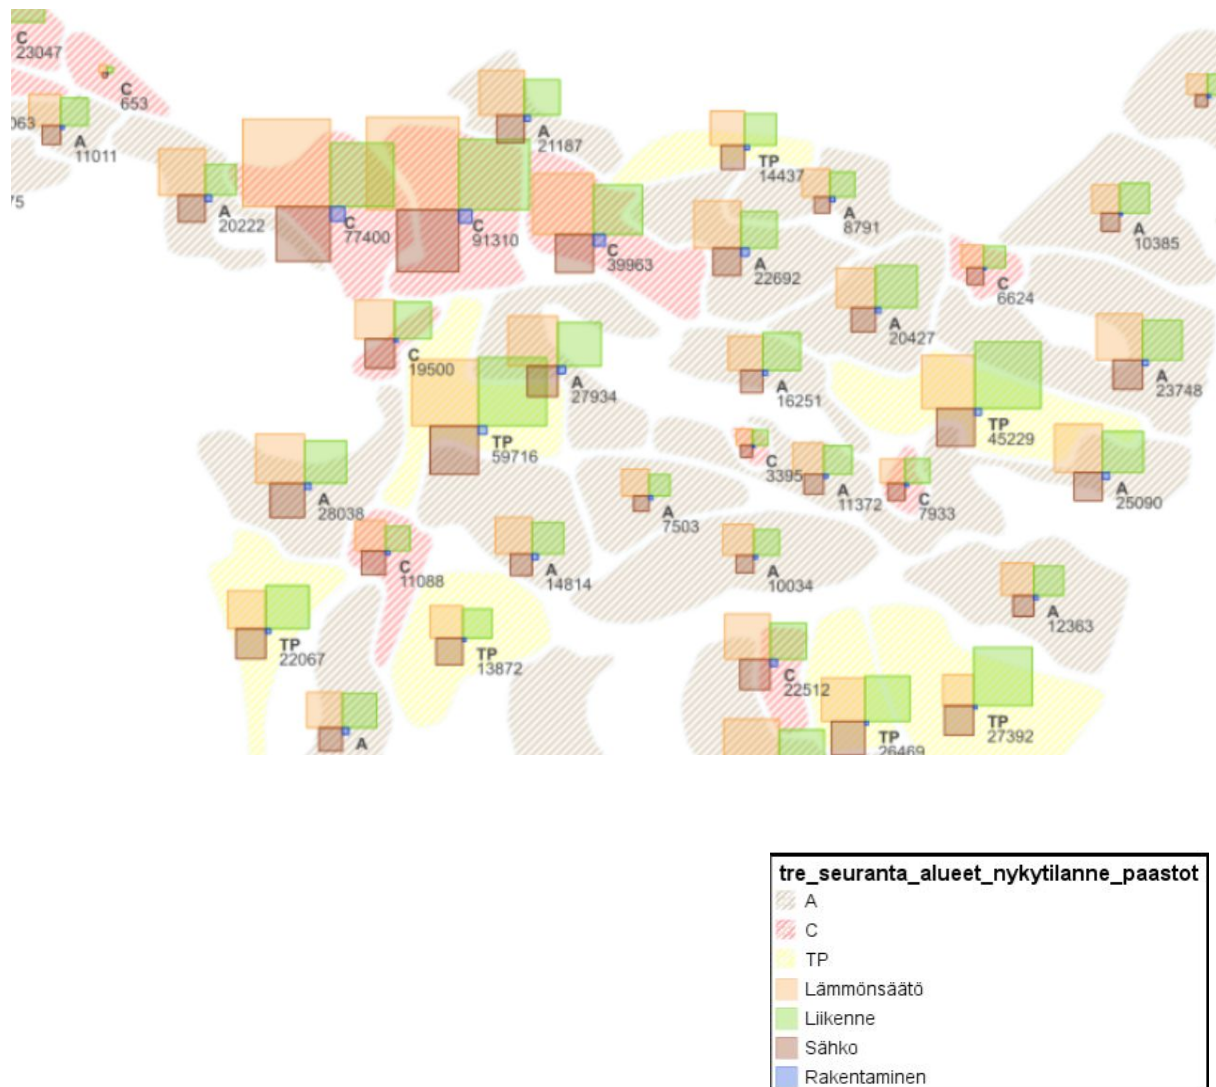 C
23047
C
653
063
A
11011
75
A
20222
C
77400
C
91310
A
21187
C
39963
TP
14437
A
8791
A
22692
A
10385
C
6624
A
20427
C
19500
A
27934
A
16251
A
23748
TP
45229
TP
59716
C
3395
A
11372
C
7933
A
25090
A
28038
A
7503
C
11088
A
14814
A
10034
A
12363
TP
22067
TP
13872
C
22512
TP
26469
TP
27392
A
tre_seuranta_alueet_nykytilanne_paastot
A
C
TP
Lämmönsäätö
Liikenne
Sähko
Rakentaminen